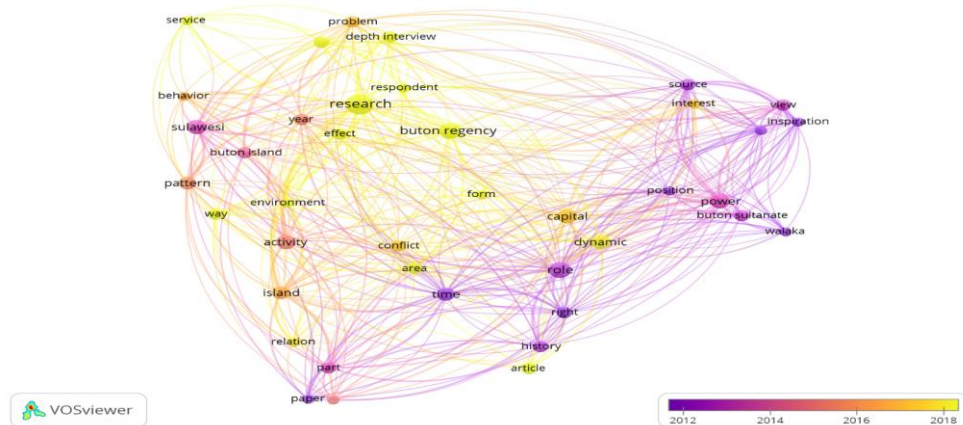 service
problem
depth interview
behavior
respondent
research
source
interest
view
inspiration
sulawesi
year
effect
buton regency
buton island
pattern
way
environment
form
position
power
buton sultanate
walaka
capital
activity
conflict
dynamic
area
role
island
time
right
relation
history
part
article
paper
VOSviewer
2012 2014 2016 2018